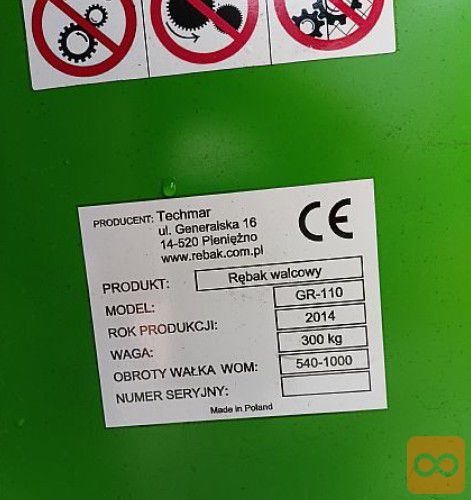 PRODUCENT: Techmar
ul. Generalska 16
14-520 Pieniężno
www.rebak.com.pl
CE
PRODUKT: Rębak walcowy
MODEL: GR-110
ROK PRODUKCJI: 2014
WAGA: 300 kg
OBROTY WAŁKA WOM: 540-1000
NUMER SERYJNY:
Made in Poland